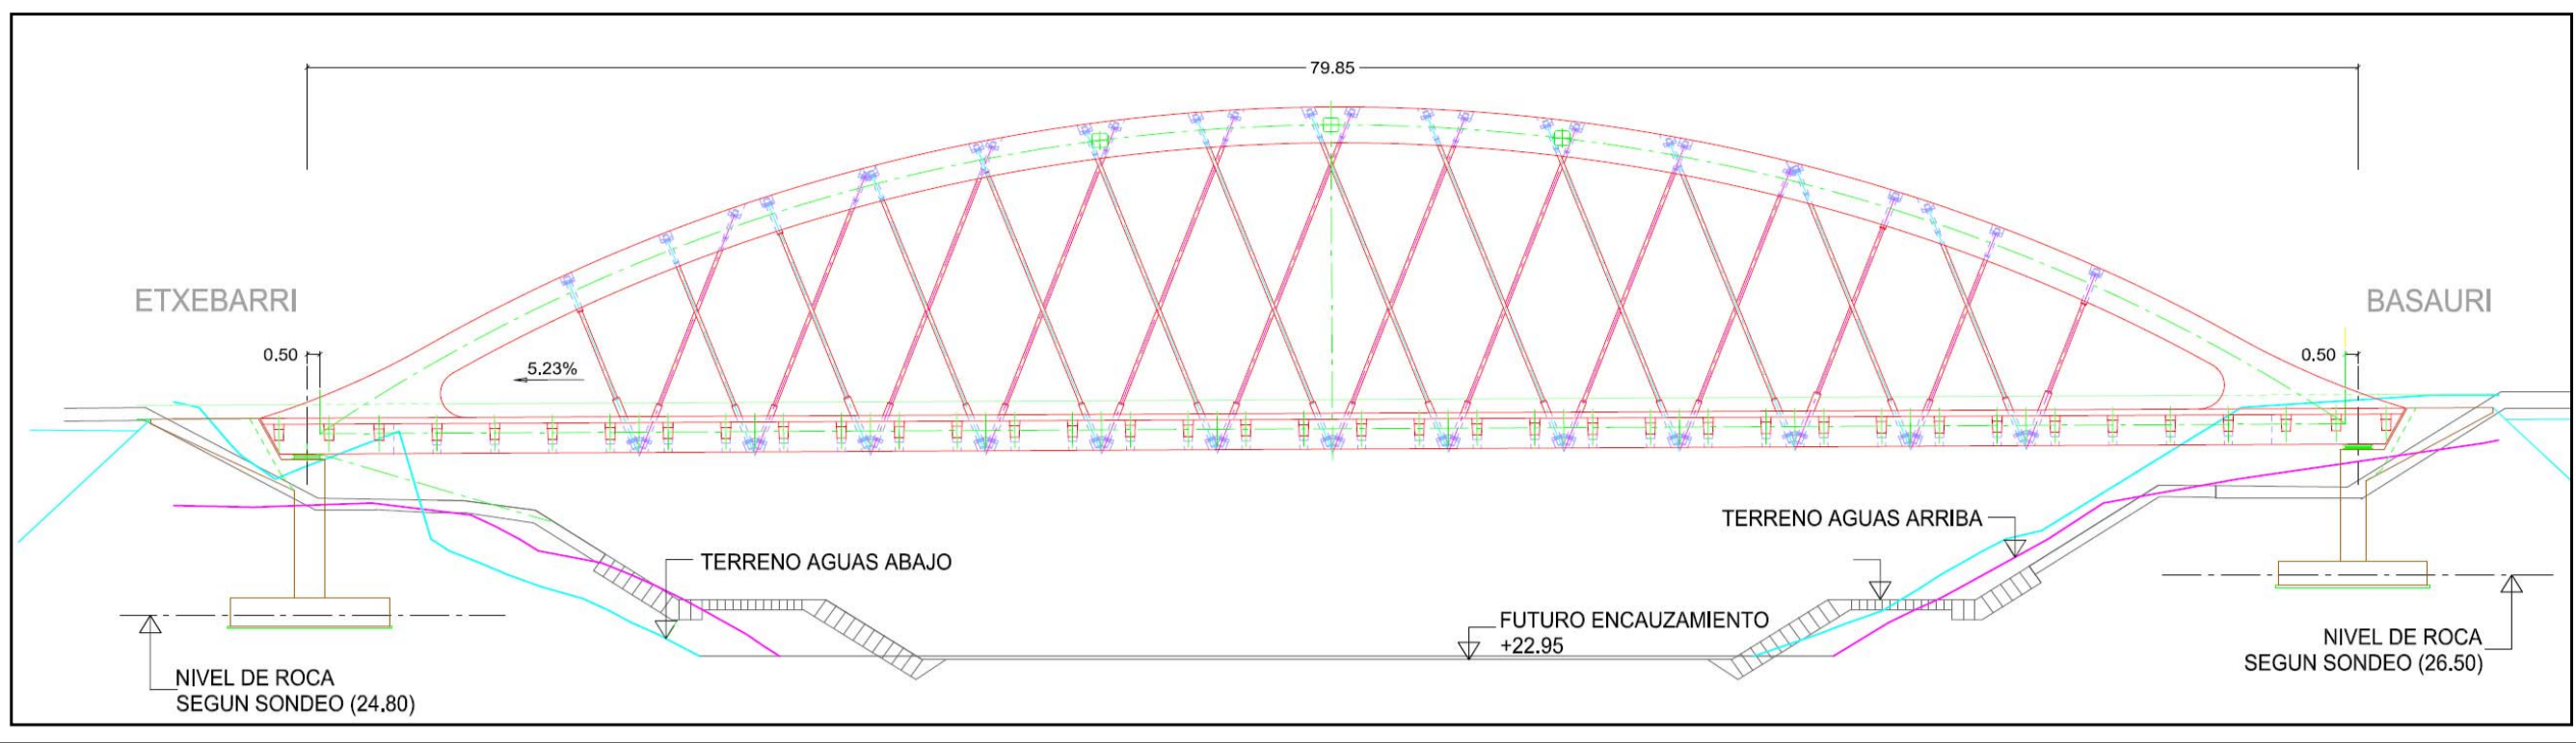 79.85
ETXEBARRI
BASAURI
0.50
0.50
5.23%
TERRENO AGUAS ARRIBA
TERRENO AGUAS ABAJO
FUTURO ENCAUZAMIENTO
+22.95
NIVEL DE ROCA
SEGUN SONDEO (26.50)
NIVEL DE ROCA
SEGUN SONDEO (24.80)